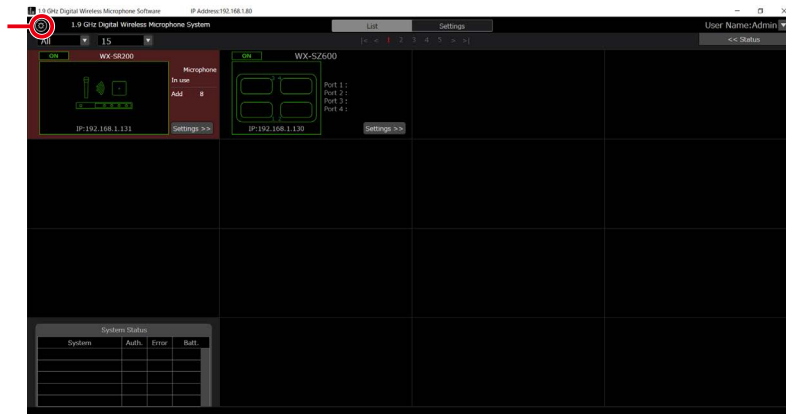 1.9 GHz Digital Wireless Microphone Software IP Address:192.168.1.80
1.9 GHz Digital Wireless Microphone System List Settings User Name:Admin
All 15 |< < 1 2 3 4 5 > >| << Status
ON WX-SR200
Microphone
In use
Add 8
IP:192.168.1.131 Settings >>
ON WX-SZ600
Port 1 :
Port 2 :
Port 3 :
Port 4 :
IP:192.168.1.130 Settings >>
System Status
System Auth. Error Batt.